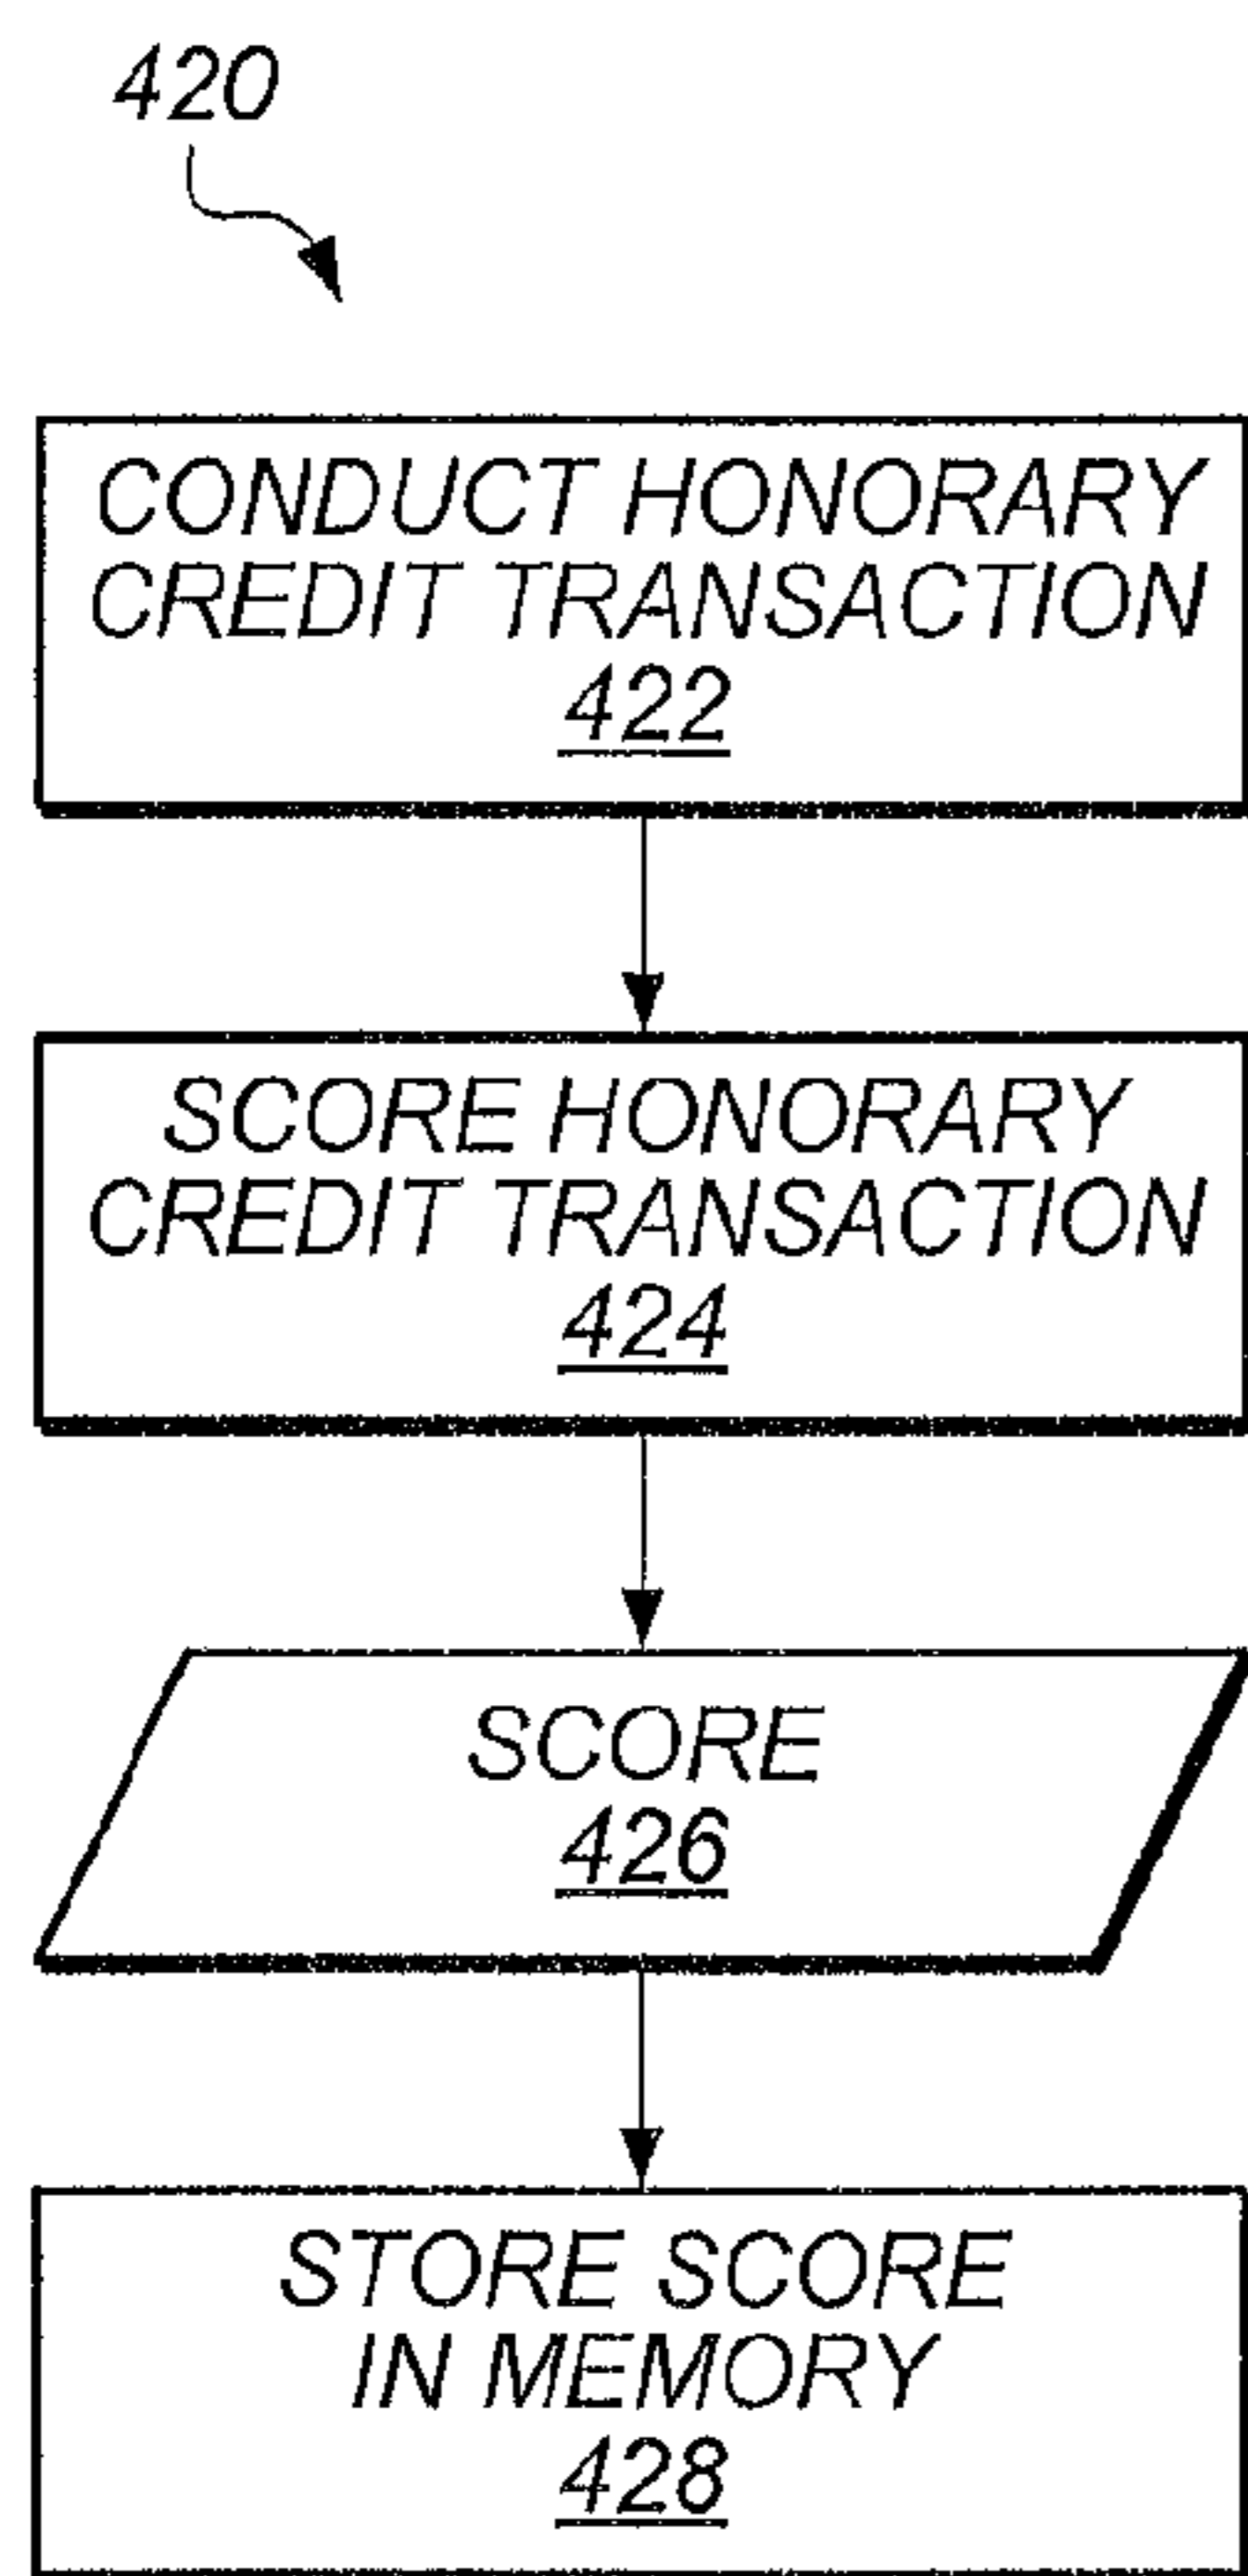 420
CONDUCT HONORARY
CREDIT TRANSACTION
422
SCORE HONORARY
CREDIT TRANSACTION
424
SCORE
426
STORE SCORE
IN MEMORY
428